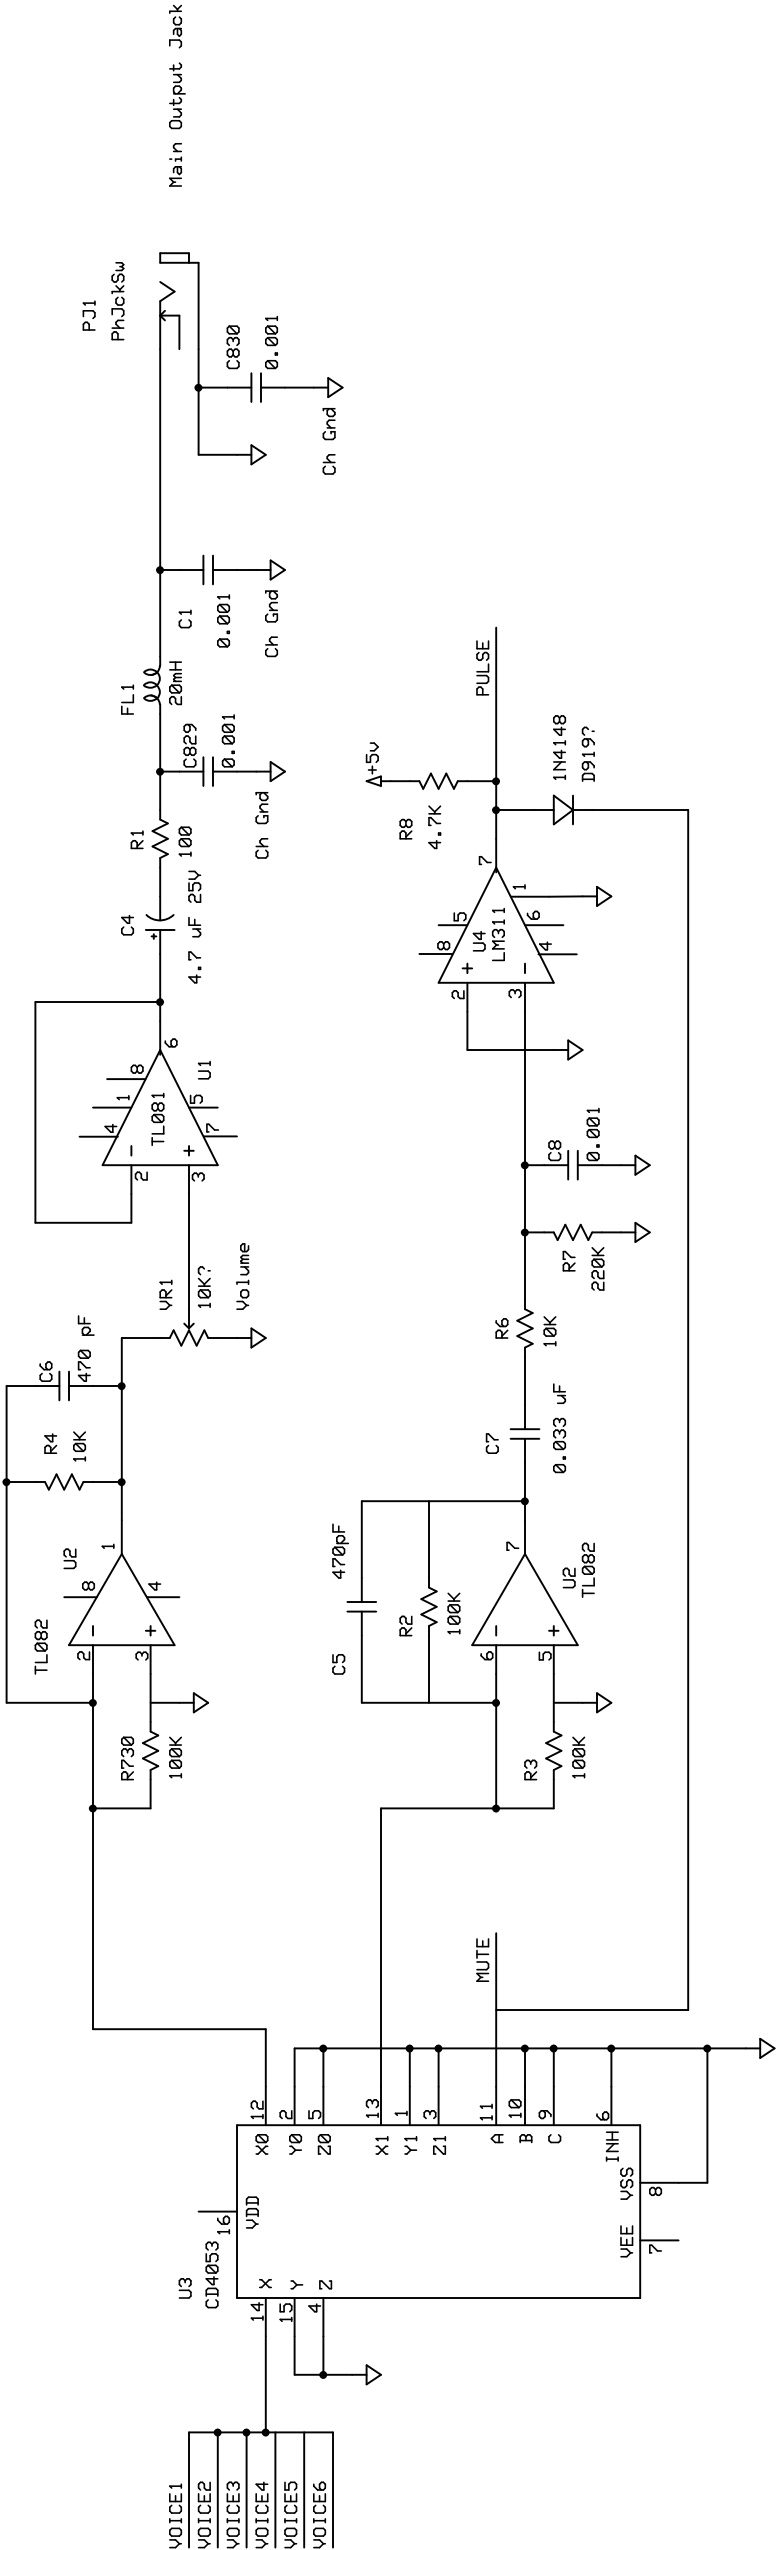 VOICE1
VOICE2
VOICE3
VOICE4
VOICE5
VOICE6
U3
CD4053
14
15
4
X
Y
Z
16
VDD
VEE
7
VSS
8
X0
Y0
Z0
X1
Y1
Z1
A
B
C
INH
12
2
5
13
1
3
11
10
9
6
MUTE
R730
100K
TL082
U2
2
3
8
4
1
-
+
R4
10K
C6
470 pF
VR1
10K?
Volume
2
3
-
+
4
1
8
TL081
5
7
6
U1
C4
+
4.7 uF 25V
R1
100
C829
0.001
Ch Gnd
FL1
20mH
C1
0.001
Ch Gnd
C830
0.001
Ch Gnd
PJ1
PhJckSw
Main Output Jack
R3
100K
6
5
-
+
7
U2
TL082
C5
470pF
R2
100K
C7
0.033 uF
R6
10K
R7
220K
C8
0.001
2
3
+
-
8
5
U4
LM311
4
6
1
7
R8
4.7K
+5v
PULSE
1N4148
D919?